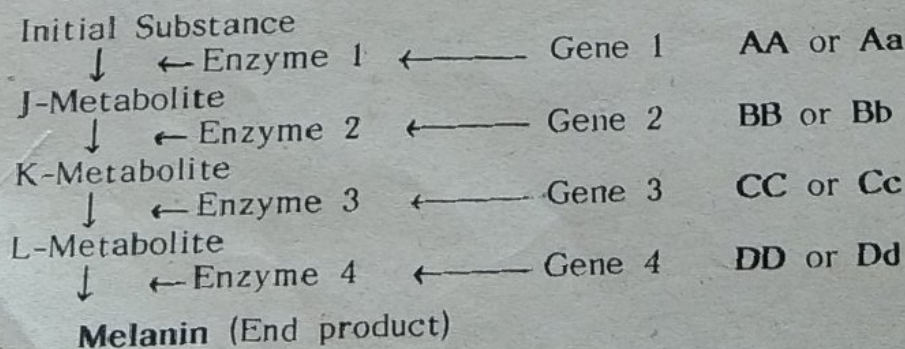 Initial Substance
↓ ← Enzyme 1 ← Gene 1 AA or Aa
J-Metabolite
↓ ← Enzyme 2 ← Gene 2 BB or Bb
K-Metabolite
↓ ← Enzyme 3 ← Gene 3 CC or Cc
L-Metabolite
↓ ← Enzyme 4 ← Gene 4 DD or Dd
Melanin (End product)